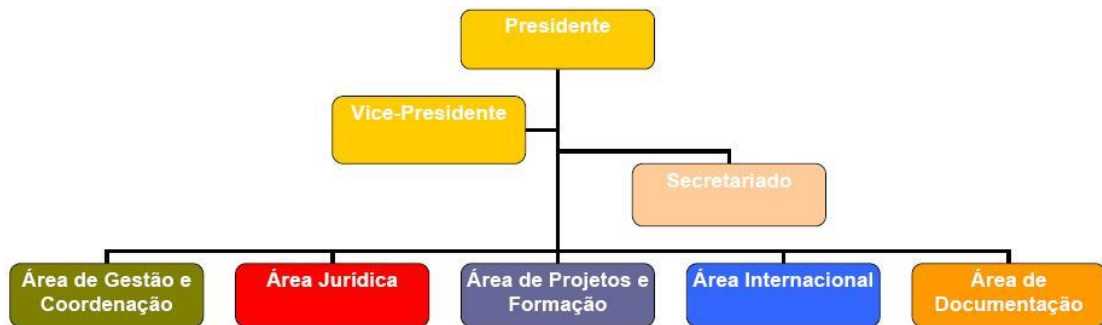 Presidente
Vice-Presidente
Secretariado
Área de Gestão e
Coordenação
Área Jurídica
Área de Projetos e
Formação
Área Internacional
Área de
Documentação